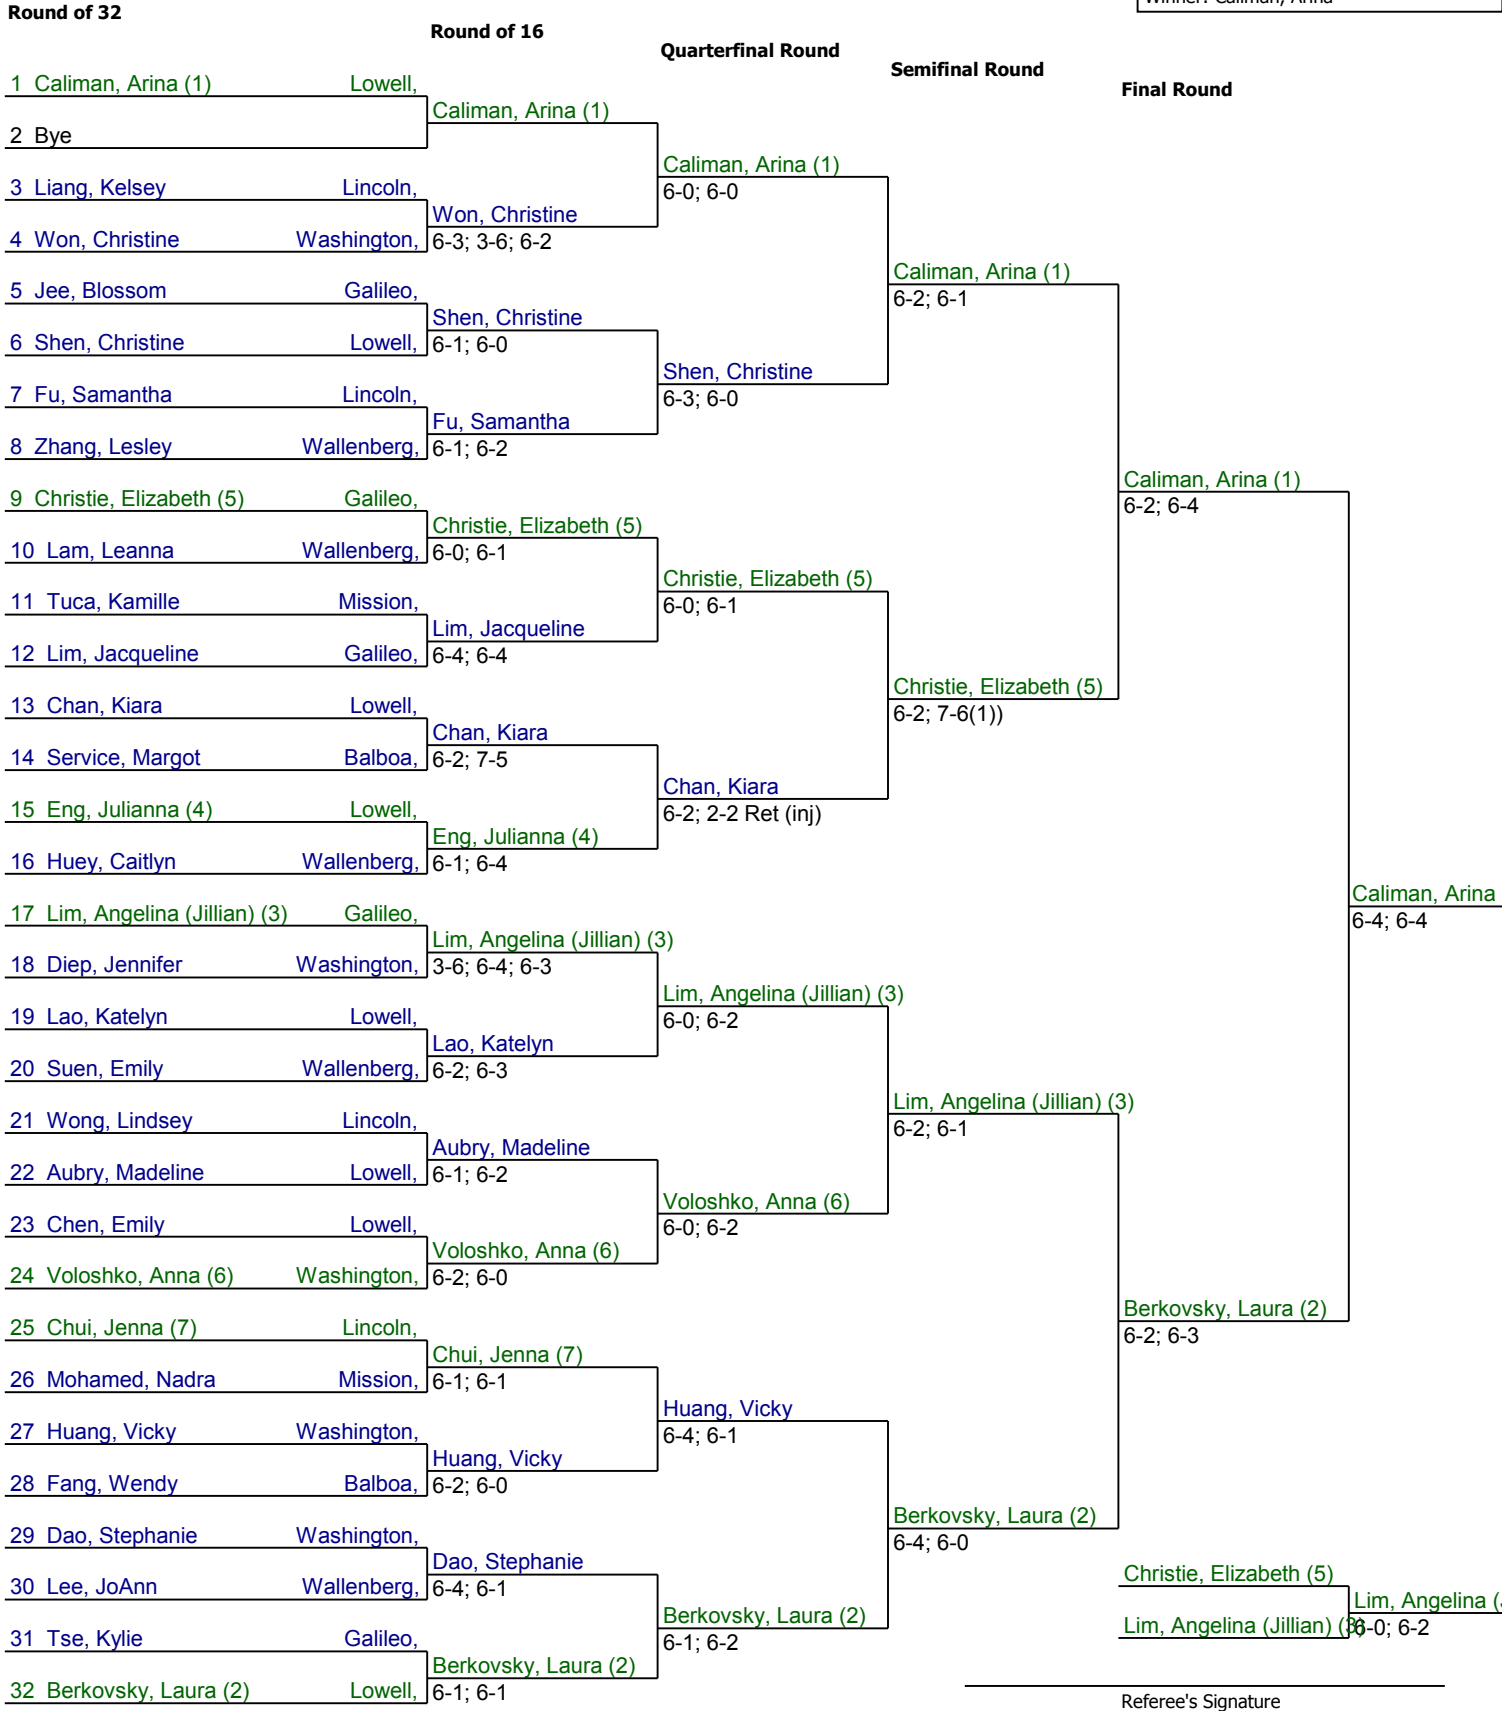 Winner: Caliman, Arina
Round of 32
Round of 16
Quarterfinal Round
Semifinal Round
Final Round
1 Caliman, Arina (1) Lowell,
Caliman, Arina (1)
2 Bye
Caliman, Arina (1)
6-0; 6-0
3 Liang, Kelsey Lincoln,
Won, Christine
4 Won, Christine Washington, 6-3; 3-6; 6-2
Caliman, Arina (1)
6-2; 6-1
5 Jee, Blossom Galileo,
Shen, Christine
6 Shen, Christine Lowell, 6-1; 6-0
Shen, Christine
6-3; 6-0
7 Fu, Samantha Lincoln,
Fu, Samantha
8 Zhang, Lesley Wallenberg, 6-1; 6-2
Caliman, Arina (1)
6-2; 6-4
9 Christie, Elizabeth (5) Galileo,
Christie, Elizabeth (5)
10 Lam, Leanna Wallenberg, 6-0; 6-1
Christie, Elizabeth (5)
6-0; 6-1
11 Tuca, Kamille Mission,
Lim, Jacqueline
12 Lim, Jacqueline Galileo, 6-4; 6-4
Christie, Elizabeth (5)
6-2; 7-6(1))
13 Chan, Kiara Lowell,
Chan, Kiara
14 Service, Margot Balboa, 6-2; 7-5
Chan, Kiara
6-2; 2-2 Ret (inj)
15 Eng, Julianna (4) Lowell,
Eng, Julianna (4)
16 Huey, Caitlyn Wallenberg, 6-1; 6-4
Caliman, Arina
6-4; 6-4
17 Lim, Angelina (Jillian) (3) Galileo,
Lim, Angelina (Jillian) (3)
18 Diep, Jennifer Washington, 3-6; 6-4; 6-3
Lim, Angelina (Jillian) (3)
6-0; 6-2
19 Lao, Katelyn Lowell,
Lao, Katelyn
20 Suen, Emily Wallenberg, 6-2; 6-3
Lim, Angelina (Jillian) (3)
6-2; 6-1
21 Wong, Lindsey Lincoln,
Aubry, Madeline
22 Aubry, Madeline Lowell, 6-1; 6-2
Voloshko, Anna (6)
6-0; 6-2
23 Chen, Emily Lowell,
Voloshko, Anna (6)
24 Voloshko, Anna (6) Washington, 6-2; 6-0
Berkovsky, Laura (2)
6-2; 6-3
25 Chui, Jenna (7) Lincoln,
Chui, Jenna (7)
26 Mohamed, Nadra Mission, 6-1; 6-1
Huang, Vicky
6-4; 6-1
27 Huang, Vicky Washington,
Huang, Vicky
28 Fang, Wendy Balboa, 6-2; 6-0
Berkovsky, Laura (2)
6-4; 6-0
29 Dao, Stephanie Washington,
Dao, Stephanie
30 Lee, JoAnn Wallenberg, 6-4; 6-1
Berkovsky, Laura (2)
6-1; 6-2
31 Tse, Kylie Galileo,
Berkovsky, Laura (2)
32 Berkovsky, Laura (2) Lowell, 6-1; 6-1
Christie, Elizabeth (5)
Lim, Angelina (
Lim, Angelina (Jillian) (3) 6-0; 6-2
Referee's Signature